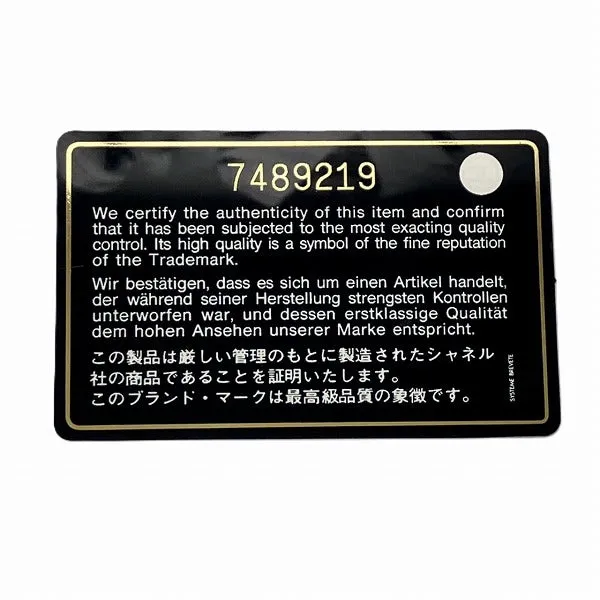 7489219
We certify the authenticity of this item and confirm
that it has been subjected to the most exacting quality
control. Its high quality is a symbol of the fine reputation
of the Trademark.
Wir bestätigen, dass es sich um einen Artikel handelt,
der während seiner Herstellung strengsten Kontrollen
unterworfen war, und dessen erstklassige Qualität
dem hohen Ansehen unserer Marke entspricht.
この製品は厳しい管理のもとに製造されたシャネル
社の商品であることを証明いたします。
このブランド・マークは最高級品質の象徴です。
SYSTEME BREVETE